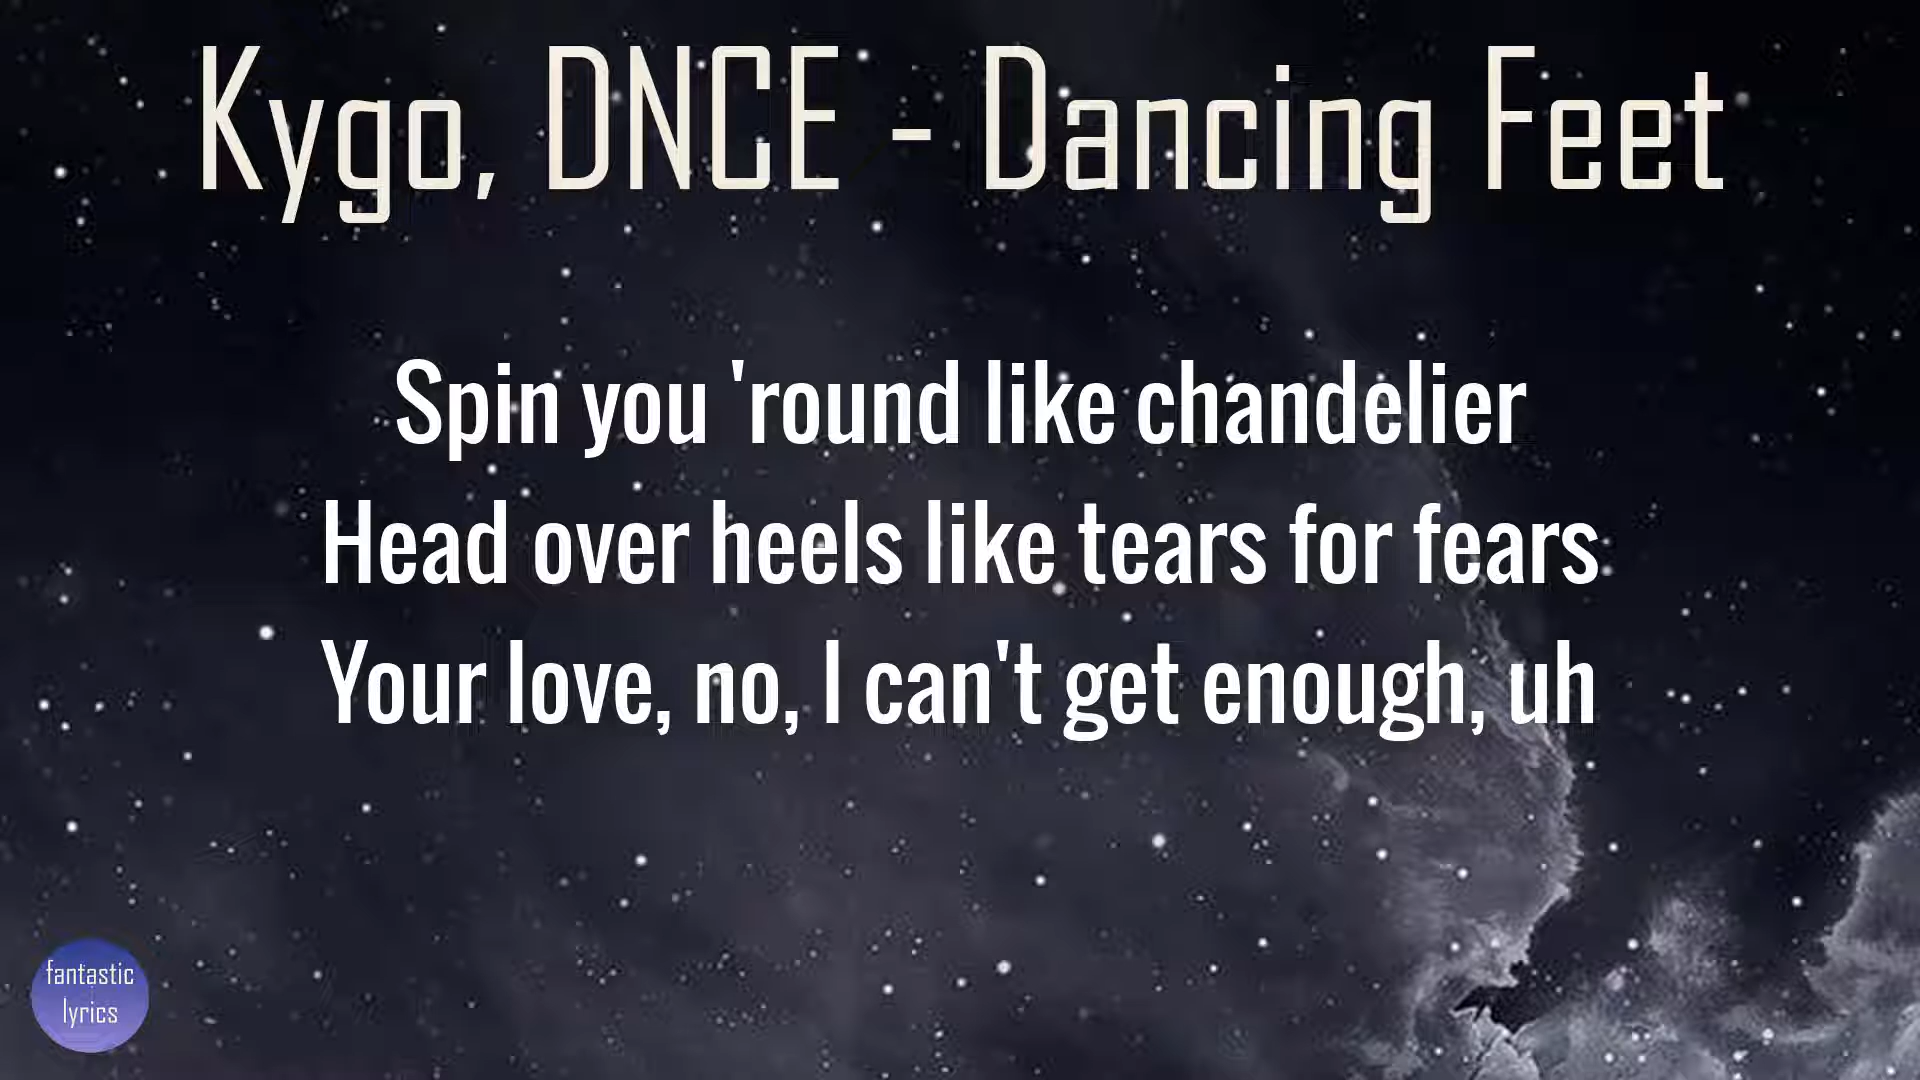 Kygo, DNCE - Dancing Feet
Spin you 'round like chandelier
Head over heels like tears for fears
Your love, no, I can't get enough, uh
fantastic
lyrics